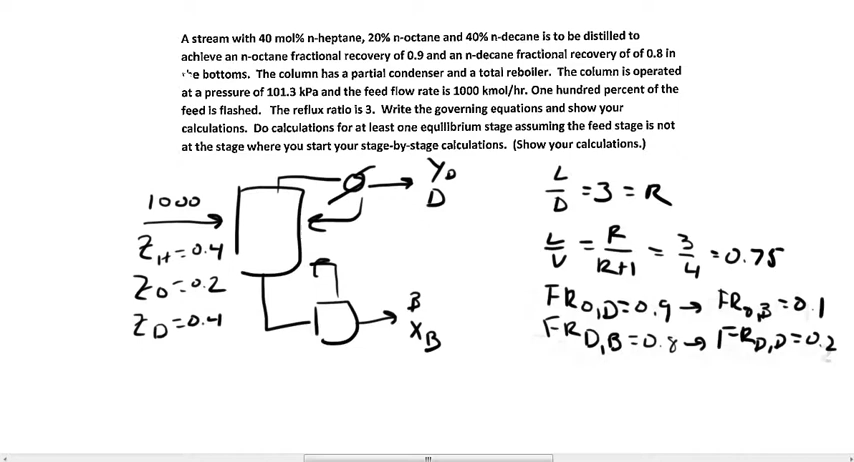 A stream with 40 mol% n-heptane, 20% n-octane and 40% n-decane is to be distilled to
achieve an n-octane fractional recovery of 0.9 and an n-decane fractional recovery of of 0.8 in
the bottoms. The column has a partial condenser and a total reboiler. The column is operated
at a pressure of 101.3 kPa and the feed flow rate is 1000 kmol/hr. One hundred percent of the
feed is flashed. The reflux ratio is 3. Write the governing equations and show your
calculations. Do calculations for at least one equilibrium stage assuming the feed stage is not
at the stage where you start your stage-by-stage calculations. (Show your calculations.)
1000
Z_H = 0.4
Z_O = 0.2
Z_D = 0.4
Y_D
D
B
X_B
L/D = 3 = R
L/V = R/(R+1) = 3/4 = 0.75
FR_O,D = 0.9 → FR_O,B = 0.1
FR_D,B = 0.8 → FR_D,D = 0.2